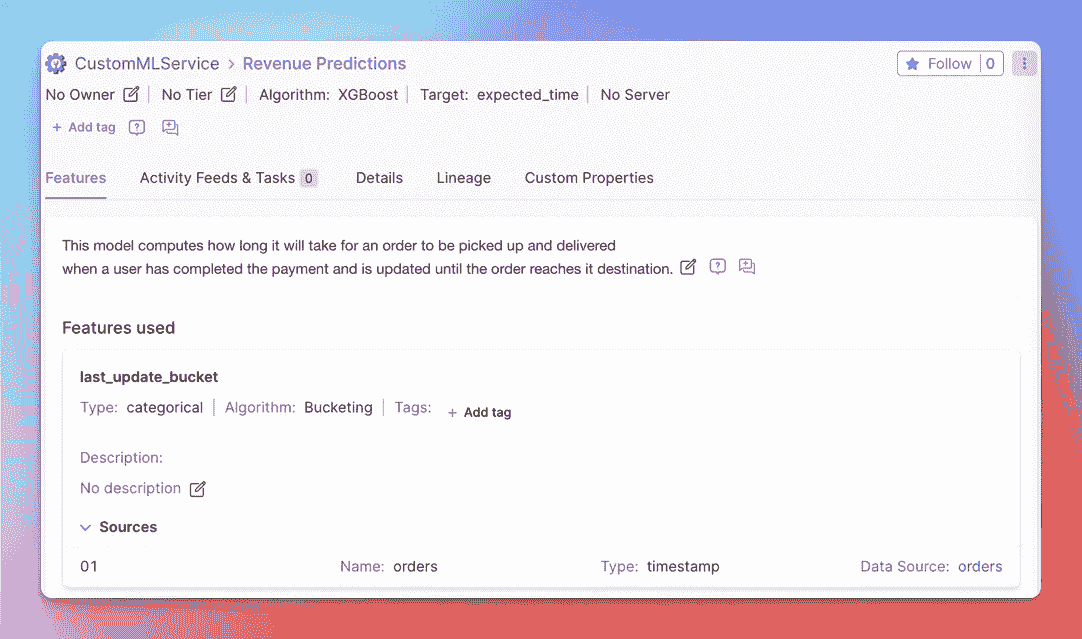 CustomMLService > Revenue Predictions Follow 0
No Owner No Tier Algorithm: XGBoost Target: expected_time No Server
+ Add tag
Features Activity Feeds & Tasks 0 Details Lineage Custom Properties
This model computes how long it will take for an order to be picked up and delivered
when a user has completed the payment and is updated until the order reaches it destination.
Features used
last_update_bucket
Type: categorical Algorithm: Bucketing Tags: + Add tag
Description:
No description
Sources
01 Name: orders Type: timestamp Data Source: orders